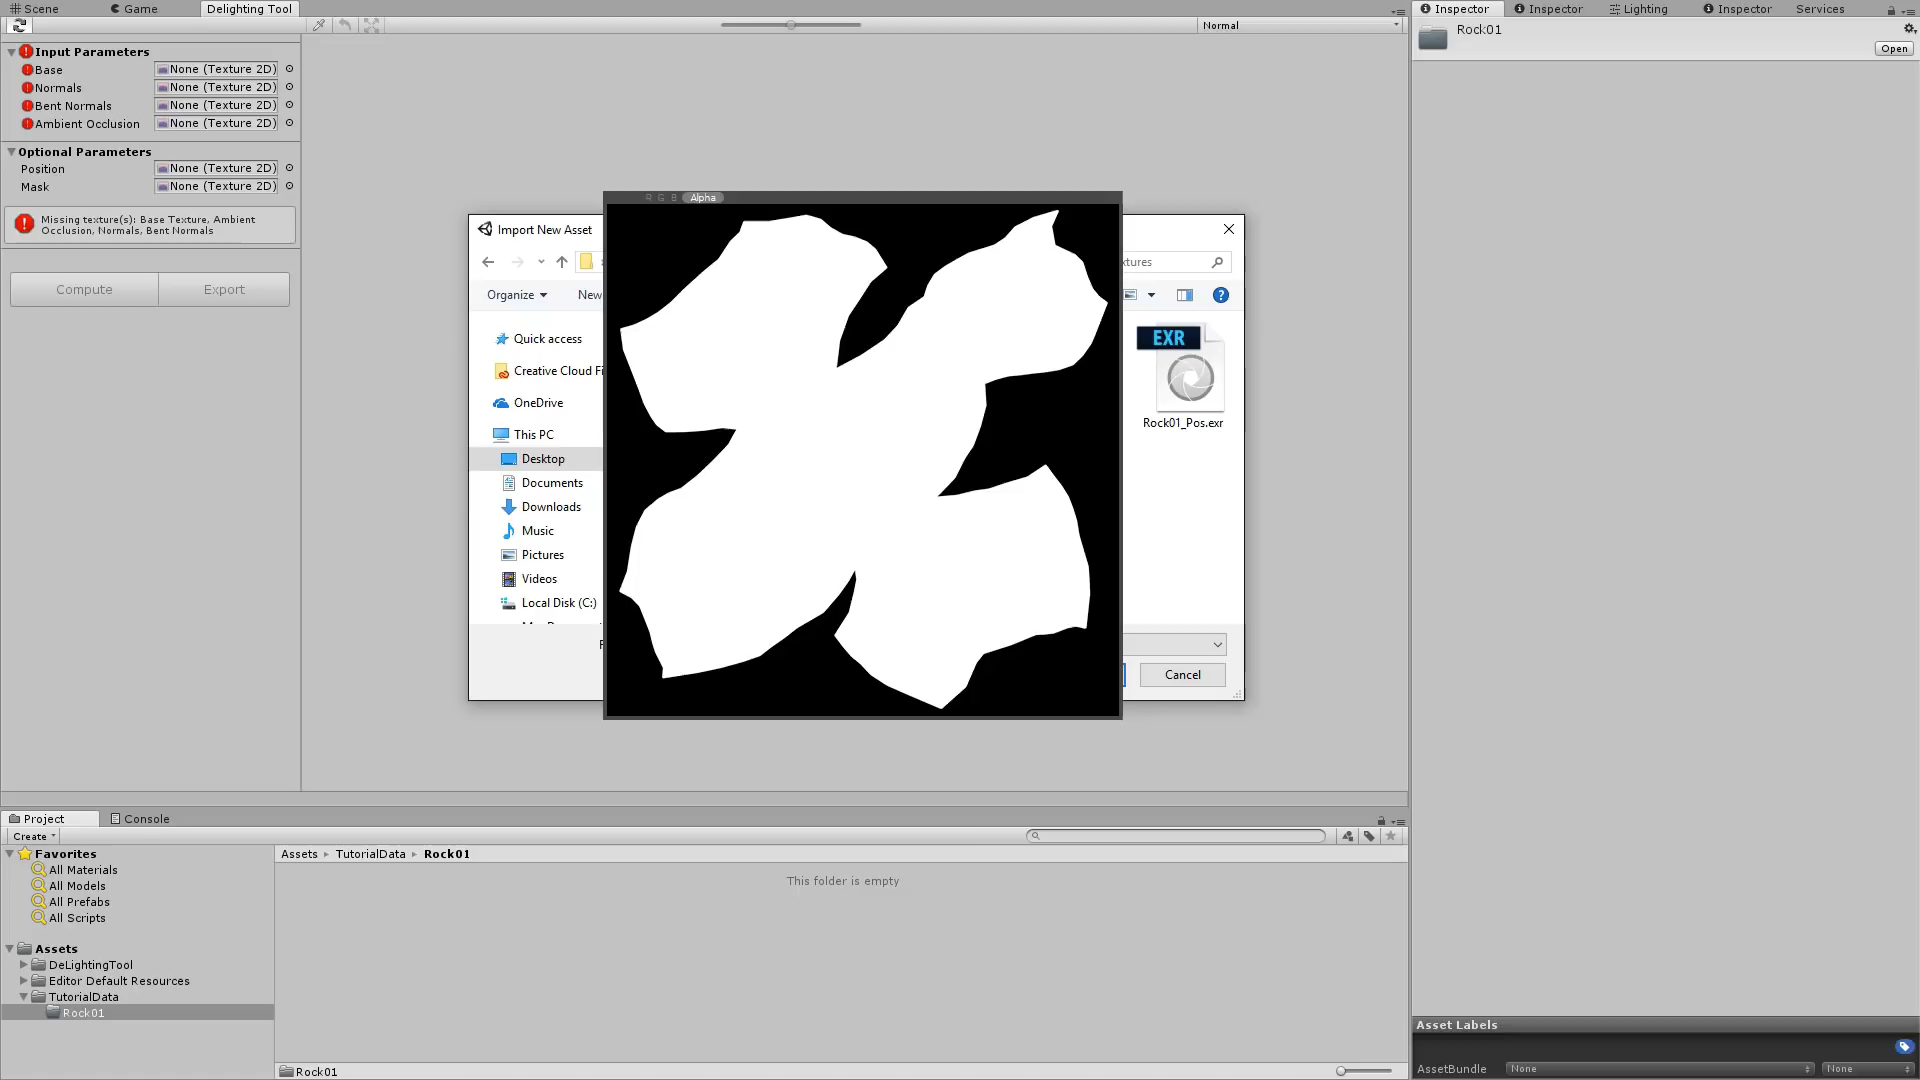 Scene
Game
Delighting Tool
Inspector
Inspector
Lighting
Inspector
Services
Normal
Rock01
Open
Input Parameters
Base
None (Texture 2D)
Normals
None (Texture 2D)
Bent Normals
None (Texture 2D)
Ambient Occlusion
None (Texture 2D)
Optional Parameters
Position
None (Texture 2D)
Mask
None (Texture 2D)
Missing texture(s): Base Texture, Ambient
Occlusion, Normals, Bent Normals
Compute
Export
R G B Alpha
Import New Asset
xtures
Organize
New
Quick access
Creative Cloud Fi
OneDrive
This PC
Desktop
Documents
Downloads
Music
Pictures
Videos
Local Disk (C:)
EXR
Rock01_Pos.exr
Cancel
Project
Console
Create
Favorites
All Materials
All Models
All Prefabs
All Scripts
Assets
DeLightingTool
Editor Default Resources
TutorialData
Rock01
Assets
TutorialData
Rock01
This folder is empty
Rock01
Asset Labels
AssetBundle
None
None